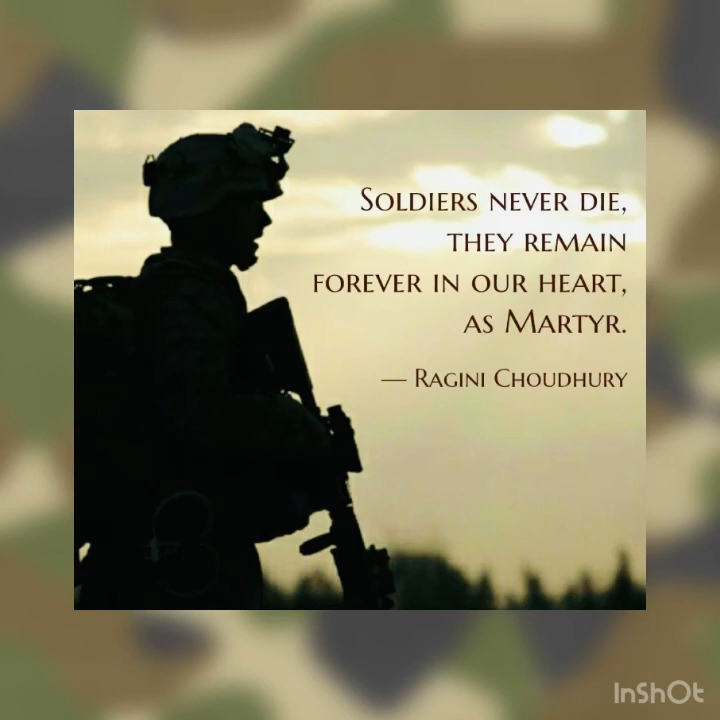 Soldiers never die,
they remain
forever in our heart,
as Martyr.
— Ragini Choudhury
InShOt